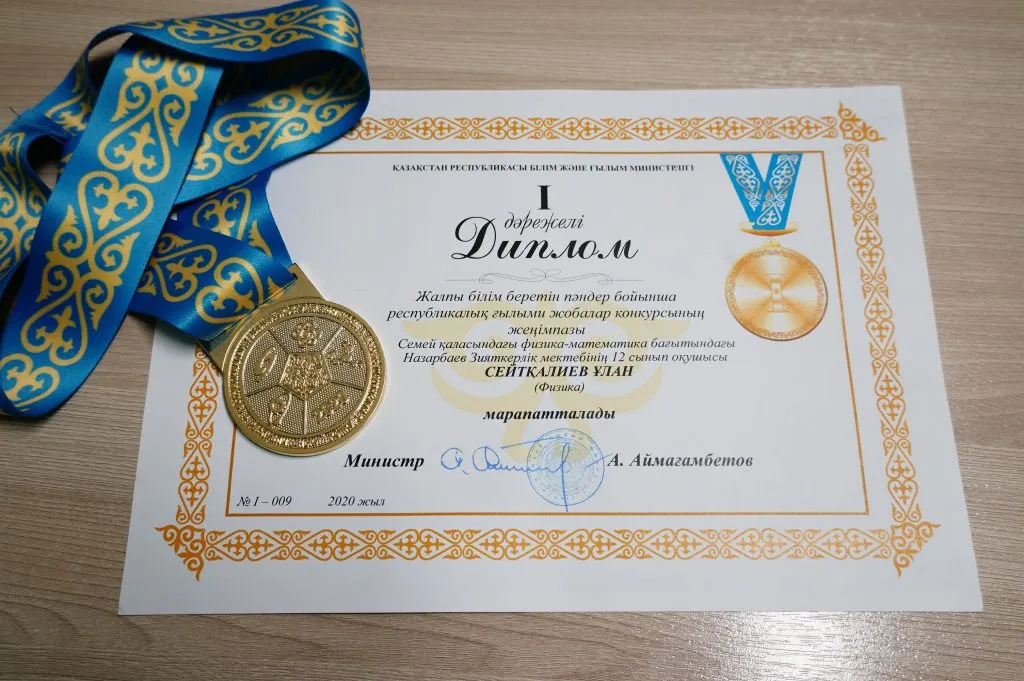 ҚАЗАҚСТАН РЕСПУБЛИКАСЫ БІЛІМ ЖӘНЕ ҒЫЛЫМ МИНИСТРЛІГІ
I
дәрежелі
Диплом
Жалпы білім беретін пәндер бойынша
республикалық ғылыми жобалар конкурсының
жеңімпазы
Семей қаласындағы физика-математика бағытындағы
Назарбаев Зияткерлік мектебінің 12 сынып оқушысы
СЕЙТҚАЛИЕВ ҰЛАН
(Физика)
марапатталады
Министр А. Аймагамбетов
№ I – 009 2020 жыл
I